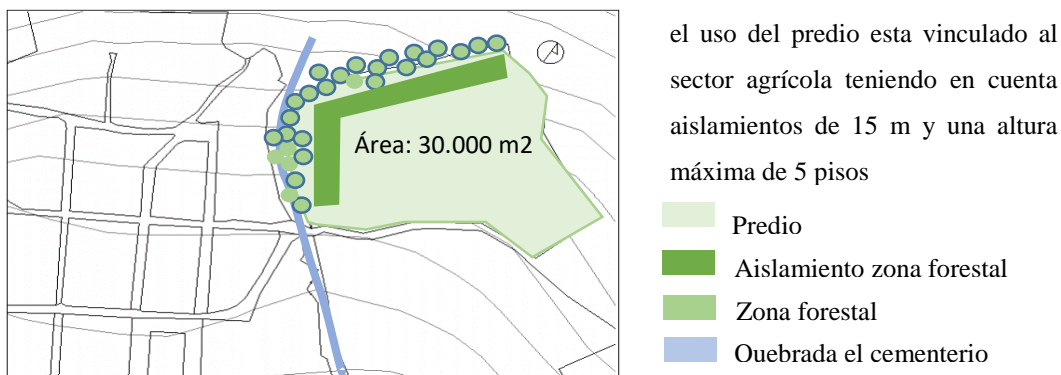 el uso del predio esta vinculado al
sector agrícola teniendo en cuenta
aislamientos de 15 m y una altura
máxima de 5 pisos
Área: 30.000 m2
Predio
Aislamiento zona forestal
Zona forestal
Quebrada el cementerio